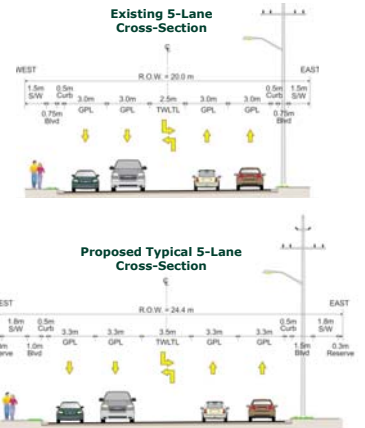 Existing 5-Lane
Cross-Section
WEST
EAST
R.O.W. = 20.0 m
1.5m 0.5m 3.0m 3.0m 2.5m 3.0m 3.0m 0.5m 1.5m
S/W Curb GPL GPL TWLTL GPL GPL Curb S/W
0.75m 0.75m
Blvd Blvd
Proposed Typical 5-Lane
Cross-Section
EAST
R.O.W. = 24.4 m
1.8m 0.5m 3.3m 3.3m 3.5m 3.3m 3.3m 0.5m 1.8m
S/W Curb GPL GPL TWLTL GPL GPL Curb S/W
1.0m 1.5m 0.3m
Blvd Blvd Reserve